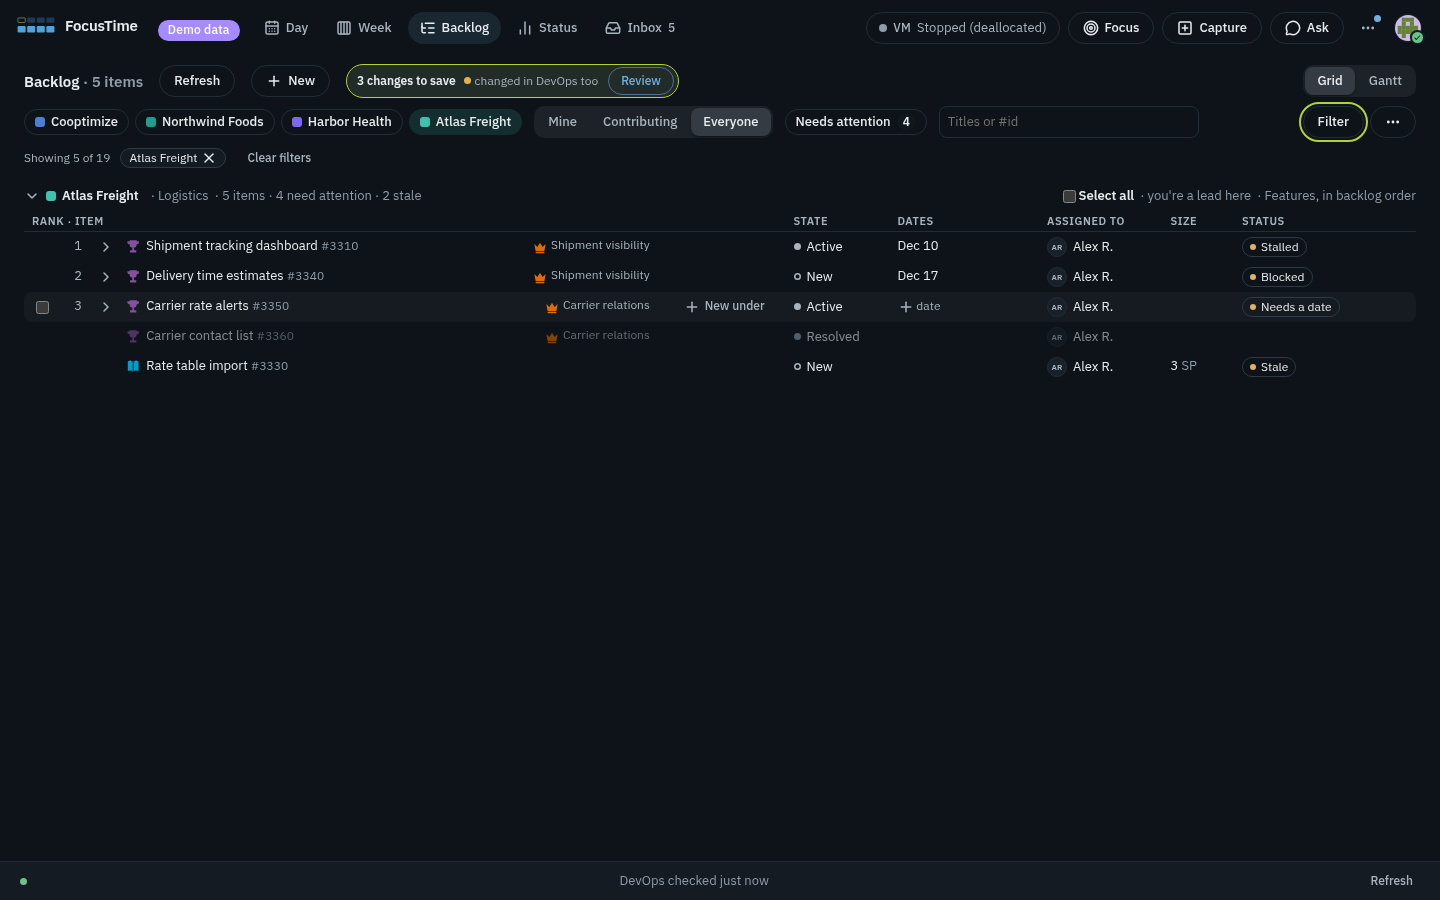 FocusTime Demo data Day Week Backlog Status Inbox 5 VM Stopped (deallocated) Focus Capture Ask
Backlog · 5 items Refresh New 3 changes to save changed in DevOps too Review Grid Gantt
Cooptimize Northwind Foods Harbor Health Atlas Freight Mine Contributing Everyone Needs attention 4 Titles or #id Filter
Showing 5 of 19 Atlas Freight Clear filters
Atlas Freight · Logistics · 5 items · 4 need attention · 2 stale Select all · you're a lead here · Features, in backlog order
RANK · ITEM STATE DATES ASSIGNED TO SIZE STATUS
1 Shipment tracking dashboard #3310 Shipment visibility Active Dec 10 AR Alex R. Stalled
2 Delivery time estimates #3340 Shipment visibility New Dec 17 AR Alex R. Blocked
3 Carrier rate alerts #3350 Carrier relations New under Active date AR Alex R. Needs a date
Carrier contact list #3360 Carrier relations Resolved AR Alex R.
Rate table import #3330 New AR Alex R. 3 SP Stale
DevOps checked just now Refresh